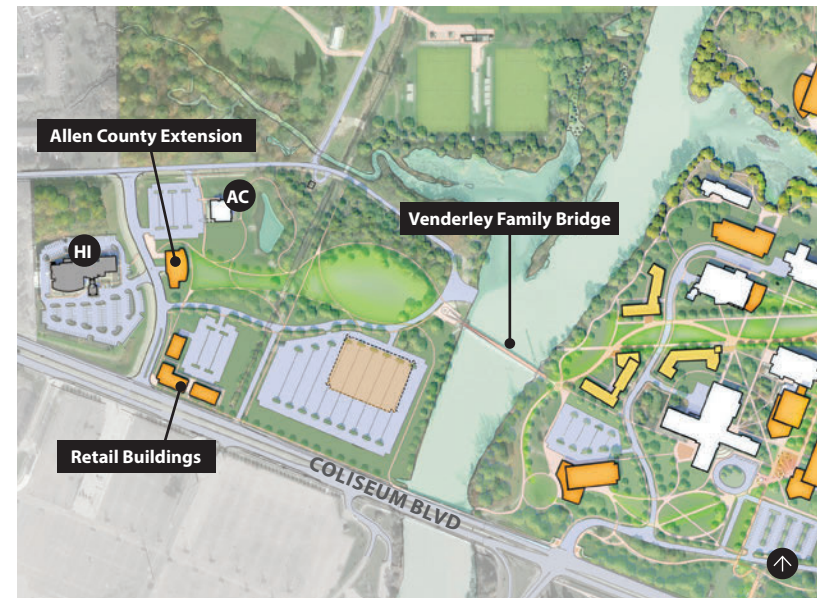 Allen County Extension
AC
Venderley Family Bridge
HI
Retail Buildings
COLISEUM BLVD